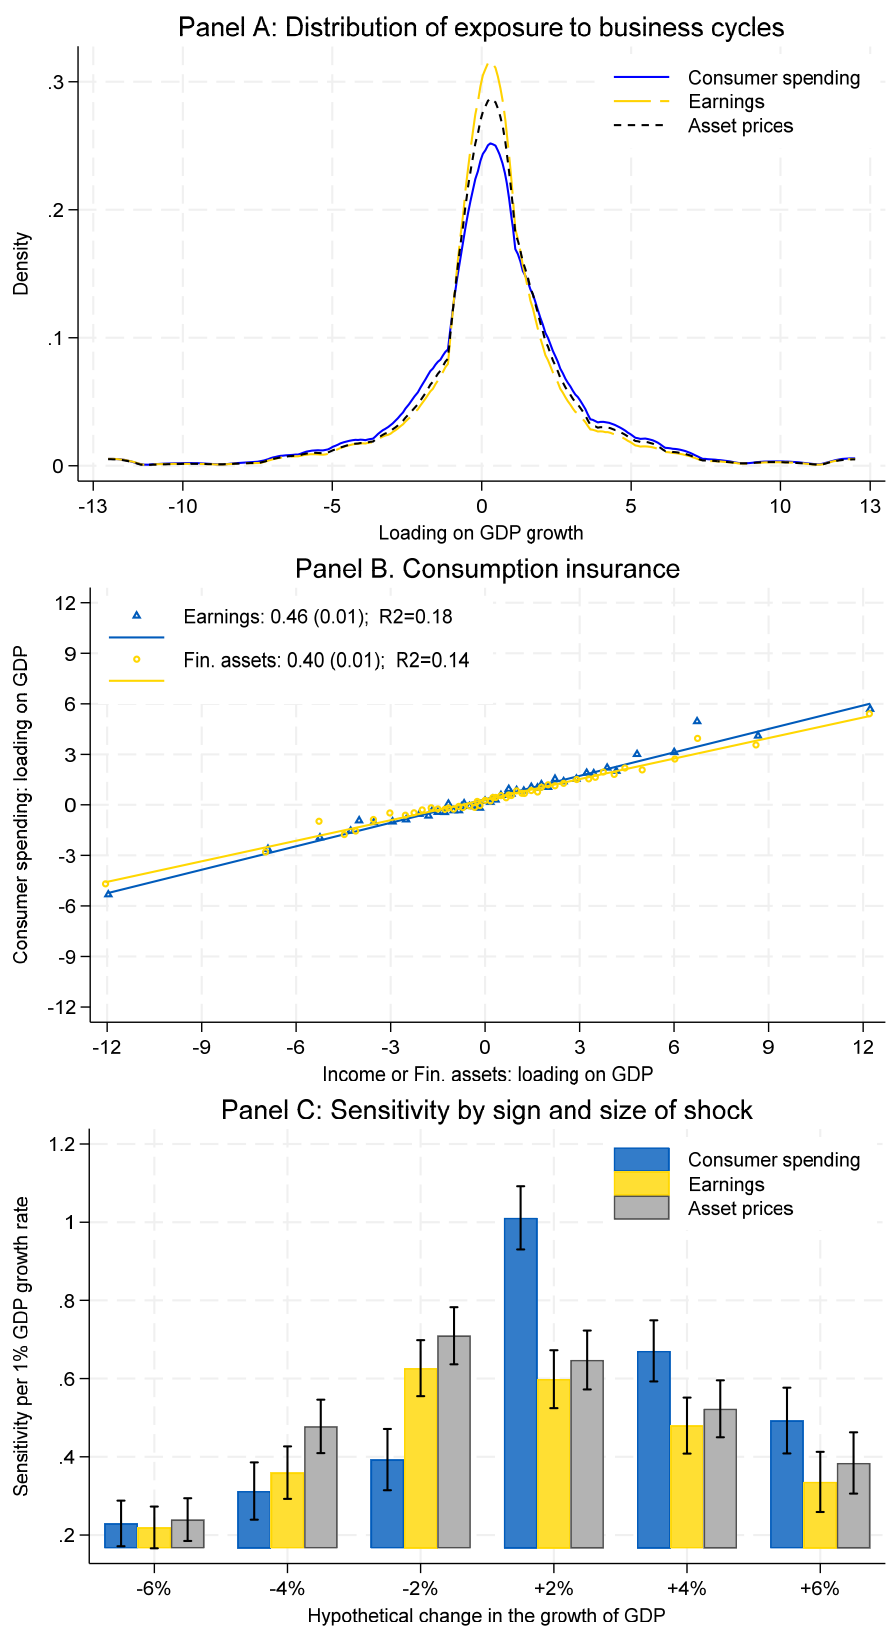 Panel A: Distribution of exposure to business cycles
Consumer spending
Earnings
Asset prices
Density
.3
.2
.1
0
-13 -10 -5 0 5 10 13
Loading on GDP growth
Panel B. Consumption insurance
Earnings: 0.46 (0.01); R2=0.18
Fin. assets: 0.40 (0.01); R2=0.14
Consumer spending: loading on GDP
12
9
6
3
0
-3
-6
-9
-12
-12 -9 -6 -3 0 3 6 9 12
Income or Fin. assets: loading on GDP
Panel C: Sensitivity by sign and size of shock
Consumer spending
Earnings
Asset prices
Sensitivity per 1% GDP growth rate
1.2
1
.8
.6
.4
.2
-6% -4% -2% +2% +4% +6%
Hypothetical change in the growth of GDP